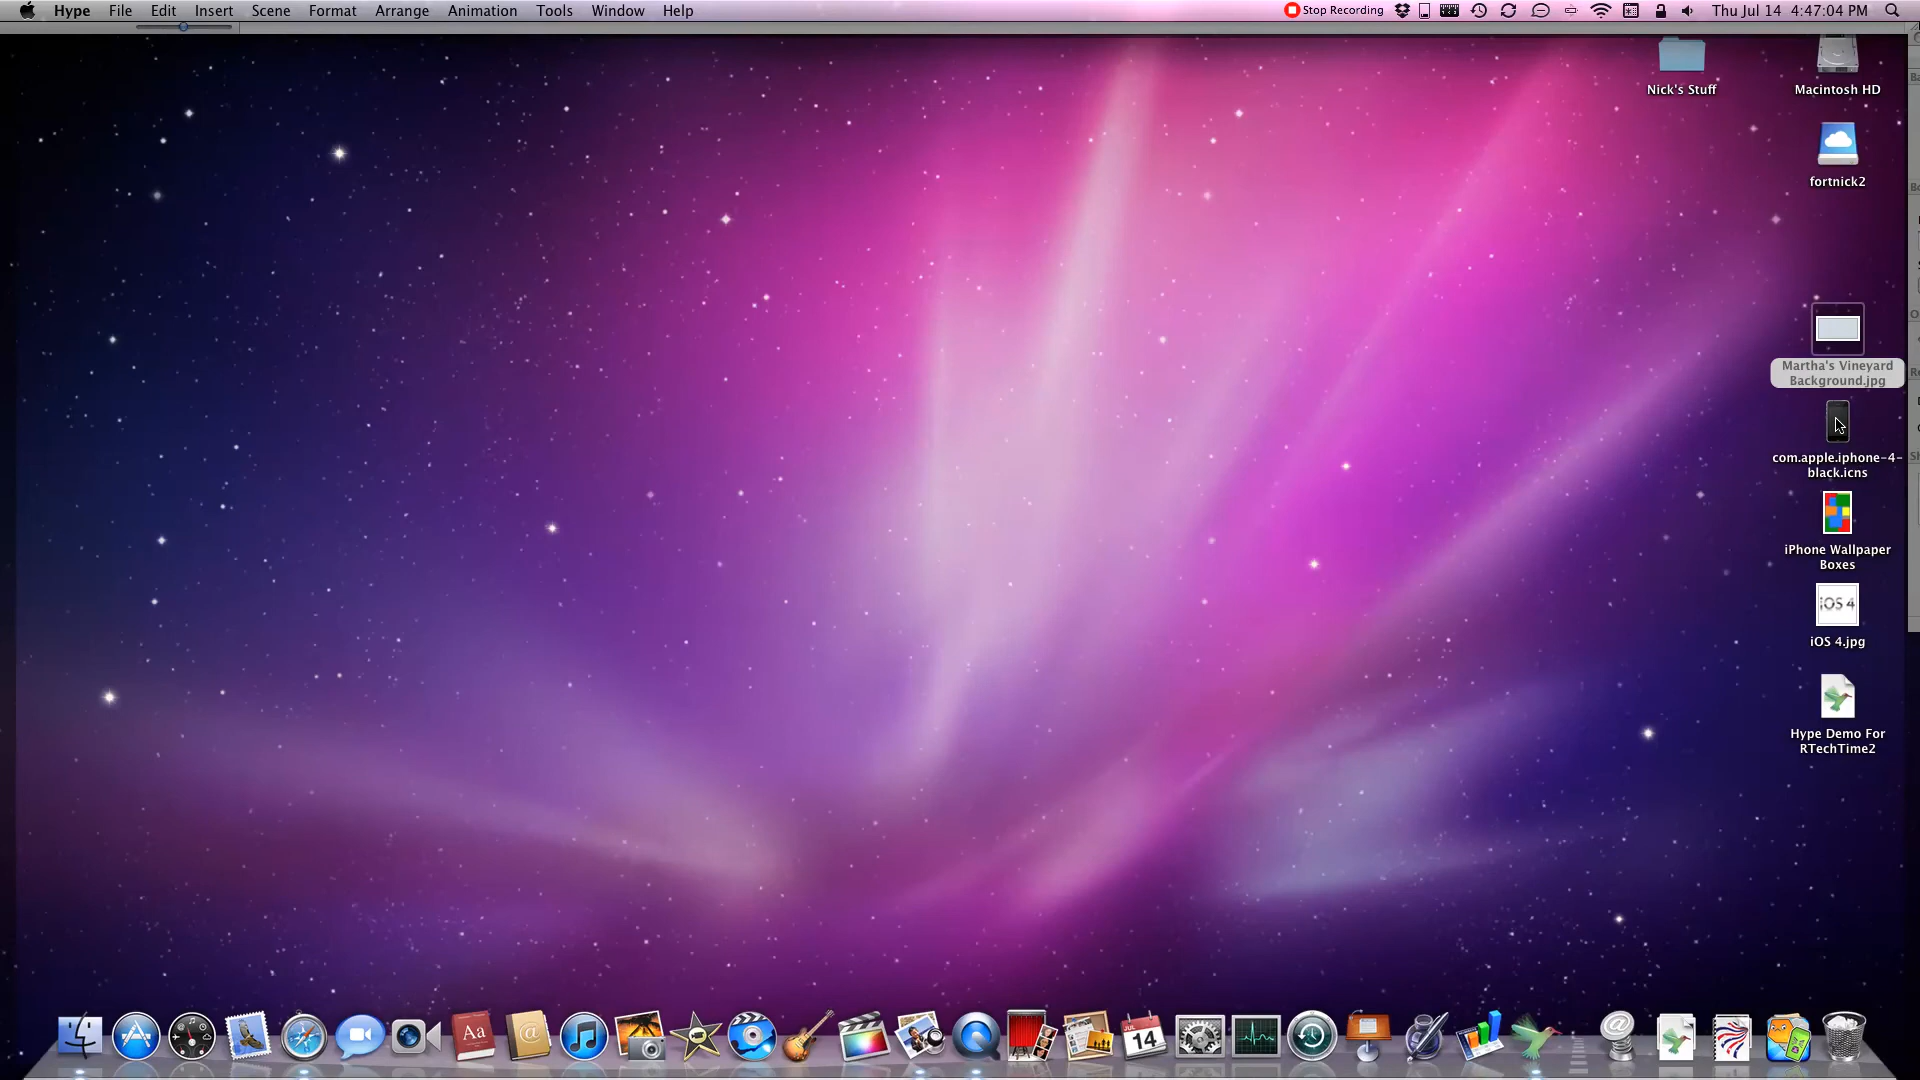 Hype File Edit Insert Scene Format Arrange Animation Tools Window Help
Stop Recording
Thu Jul 14 4:47:04 PM
Nick's Stuff
Macintosh HD
fortnick2
Martha's Vineyard
Background.jpg
com.apple.iphone-4-
black.icns
iPhone Wallpaper
Boxes
iOS 4
iOS 4.jpg
Hype Demo For
RTechTime2
Aa
@
JUL
14
@